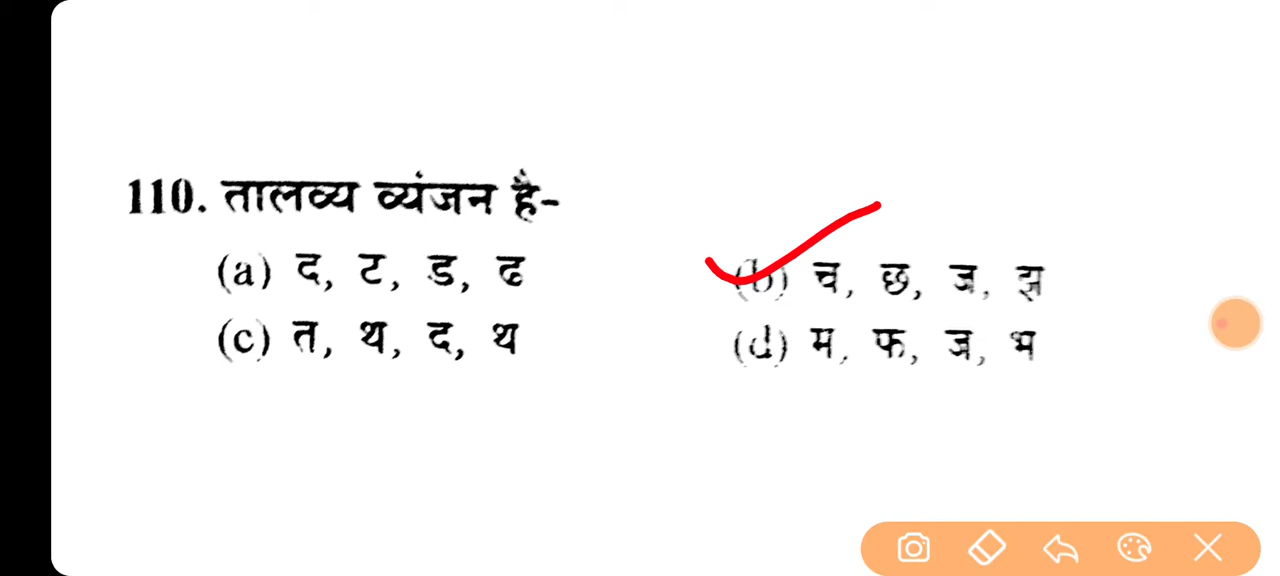 110. तालव्य व्यंजन है-
(a) द, ट, ड, ढ
(b) च, छ, ज, झ
(c) त, थ, द, थ
(d) म, फ, ज, भ